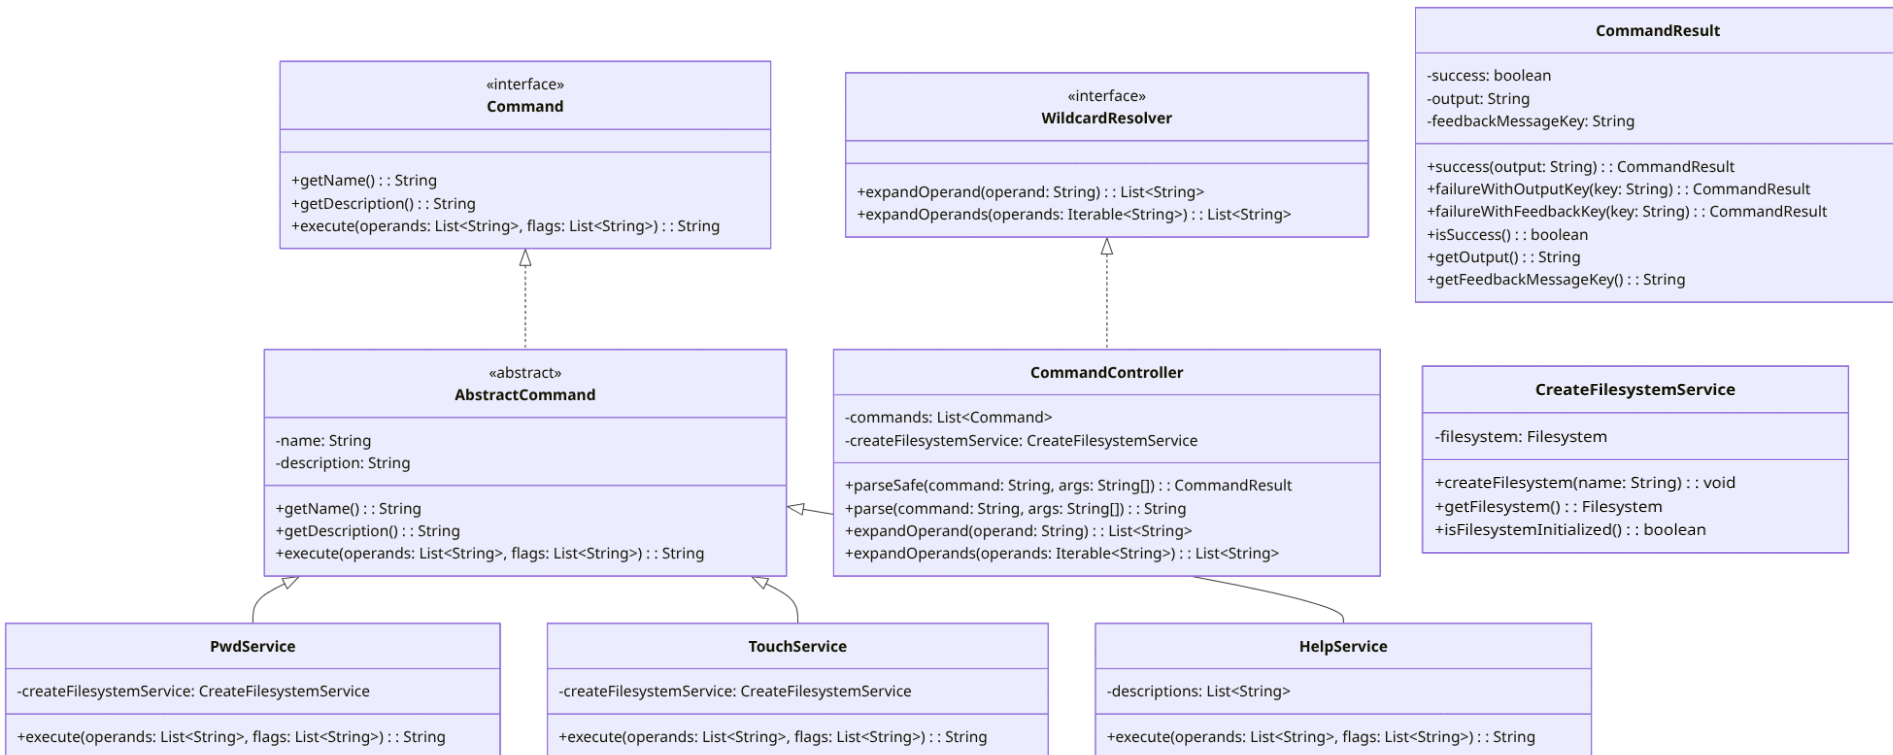 «interface»
Command
+getName() : : String
+getDescription() : : String
+execute(operands: List<String>, flags: List<String>) : : String
«interface»
WildcardResolver
+expandOperand(operand: String) : : List<String>
+expandOperands(operands: Iterable<String>) : : List<String>
CommandResult
-success: boolean
-output: String
-feedbackMessageKey: String
+success(output: String) : : CommandResult
+failureWithOutputKey(key: String) : : CommandResult
+failureWithFeedbackKey(key: String) : : CommandResult
+isSuccess() : : boolean
+getOutput() : : String
+getFeedbackMessageKey() : : String
«abstract»
AbstractCommand
-name: String
-description: String
+getName() : : String
+getDescription() : : String
+execute(operands: List<String>, flags: List<String>) : : String
CommandController
-commands: List<Command>
-createFilesystemService: CreateFilesystemService
+parseSafe(command: String, args: String[]) : : CommandResult
+parse(command: String, args: String[]) : : String
+expandOperand(operand: String) : : List<String>
+expandOperands(operands: Iterable<String>) : : List<String>
CreateFilesystemService
-filesystem: Filesystem
+createFilesystem(name: String) : : void
+getFilesystem() : : Filesystem
+isFilesystemInitialized() : : boolean
PwdService
-createFilesystemService: CreateFilesystemService
+execute(operands: List<String>, flags: List<String>) : : String
TouchService
-createFilesystemService: CreateFilesystemService
+execute(operands: List<String>, flags: List<String>) : : String
HelpService
-descriptions: List<String>
+execute(operands: List<String>, flags: List<String>) : : String